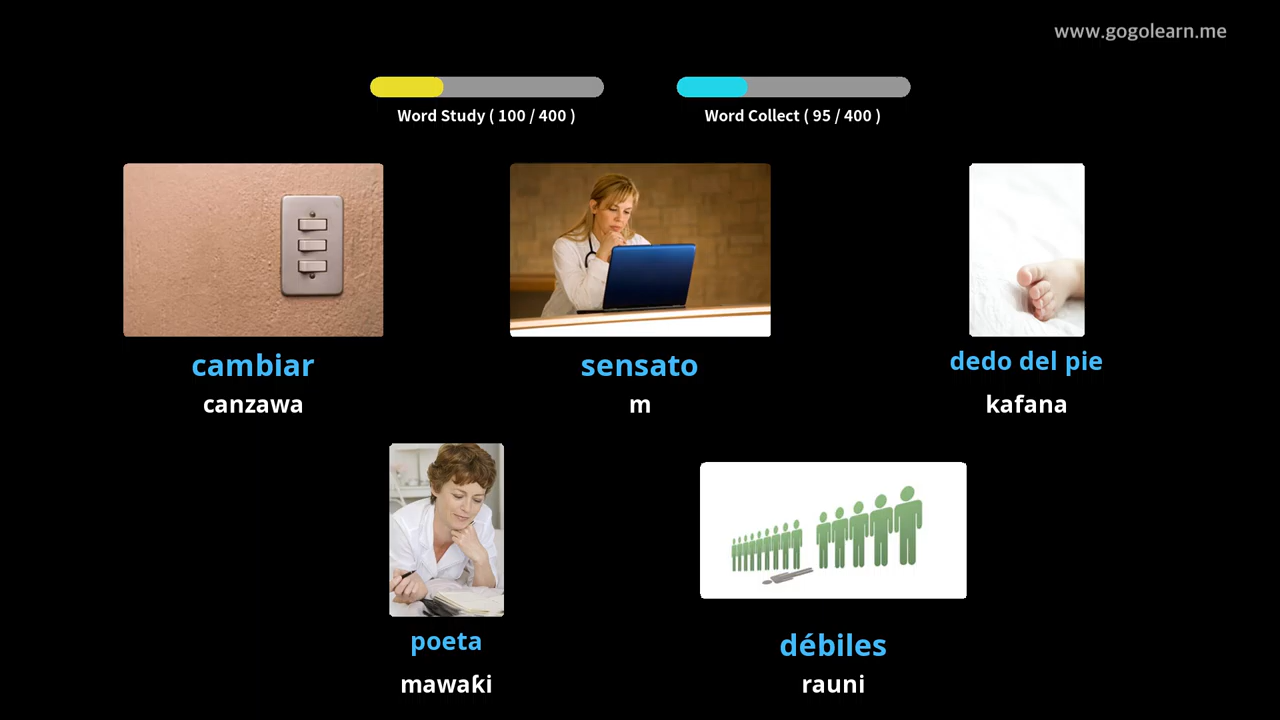 www.gogolearn.me
Word Study ( 100 / 400 )
Word Collect ( 95 / 400 )
cambiar
canzawa
sensato
m
dedo del pie
kafana
poeta
mawaƙi
débiles
rauni